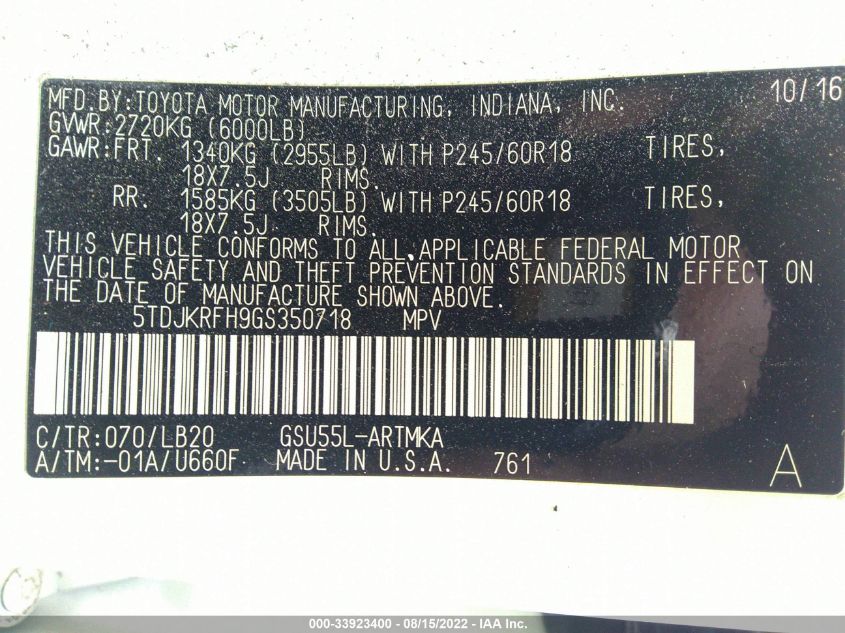 MFD.BY:TOYOTA MOTOR MANUFACTURING, INDIANA, INC. 10/16
GVWR:2720KG (6000LB)
GAWR:FRT. 1340KG (2955LB) WITH P245/60R18 TIRES,
18X7.5J RIMS.
RR. 1585KG (3505LB) WITH P245/60R18 TIRES,
18X7.5J RIMS.
THIS VEHICLE CONFORMS TO ALL APPLICABLE FEDERAL MOTOR
VEHICLE SAFETY AND THEFT PREVENTION STANDARDS IN EFFECT ON
THE DATE OF MANUFACTURE SHOWN ABOVE.
5TDJKRFH9GS350718 MPV
C/TR:070/LB20 GSU55L-ARTMKA
A/TM:-01A/U660F MADE IN U.S.A. 761 A
000-33923400 - 08/15/2022 - IAA Inc.